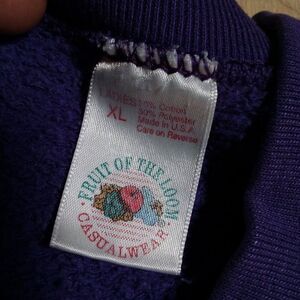 LADIES 50% Cotton
XL 50% Polyester
Made in U.S.A.
Care on Reverse
FRUIT OF THE LOOM
CASUALWEAR